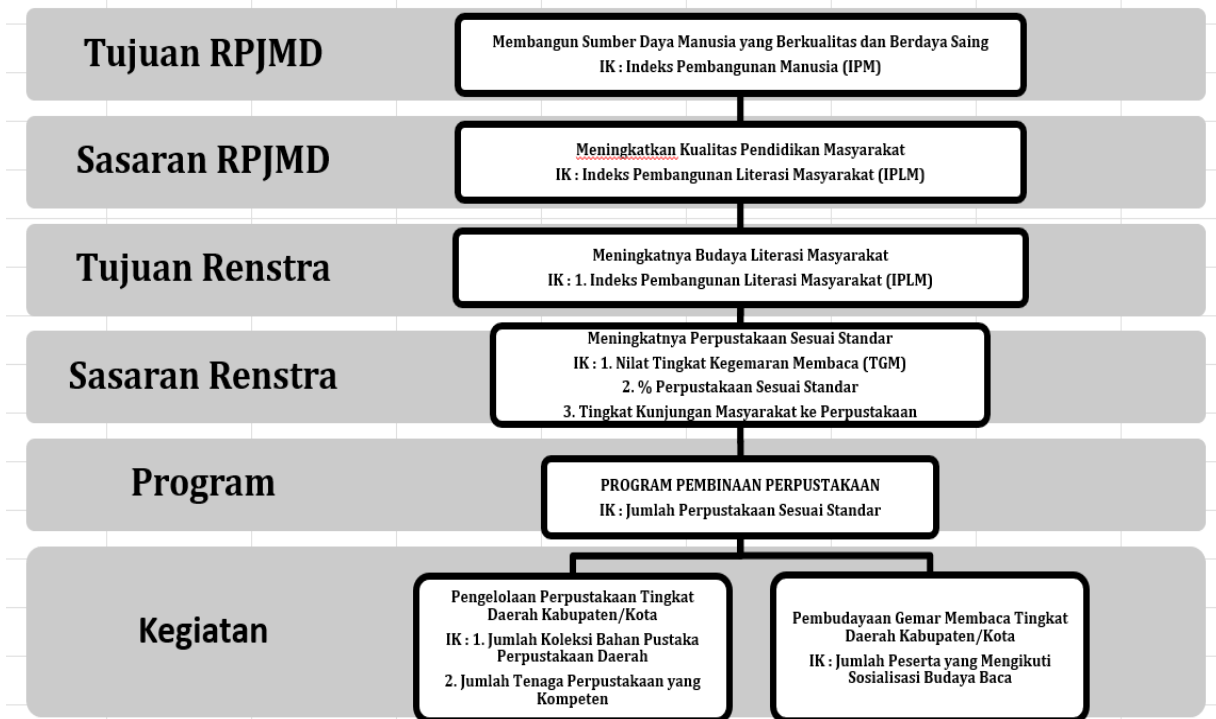 Tujuan RPJMD
Membangun Sumber Daya Manusia yang Berkualitas dan Berdaya Saing
IK : Indeks Pembangunan Manusia (IPM)
Sasaran RPJMD
Meningkatkan Kualitas Pendidikan Masyarakat
IK : Indeks Pembangunan Literasi Masyarakat (IPLM)
Tujuan Renstra
Meningkatnya Budaya Literasi Masyarakat
IK : 1. Indeks Pembangunan Literasi Masyarakat (IPLM)
Sasaran Renstra
Meningkatnya Perpustakaan Sesuai Standar
IK : 1. Nilat Tingkat Kegemaran Membaca (TGM)
2. % Perpustakaan Sesuai Standar
3. Tingkat Kunjungan Masyarakat ke Perpustakaan
Program
PROGRAM PEMBINAAN PERPUSTAKAAN
IK : Jumlah Perpustakaan Sesuai Standar
Kegiatan
Pengelolaan Perpustakaan Tingkat
Daerah Kabupaten/Kota
IK : 1. Jumlah Koleksi Bahan Pustaka
Perpustakaan Daerah
2. Jumlah Tenaga Perpustakaan yang
Kompeten
Pembudayaan Gemar Membaca Tingkat
Daerah Kabupaten/Kota
IK : Jumlah Peserta yang Mengikuti
Sosialisasi Budaya Baca